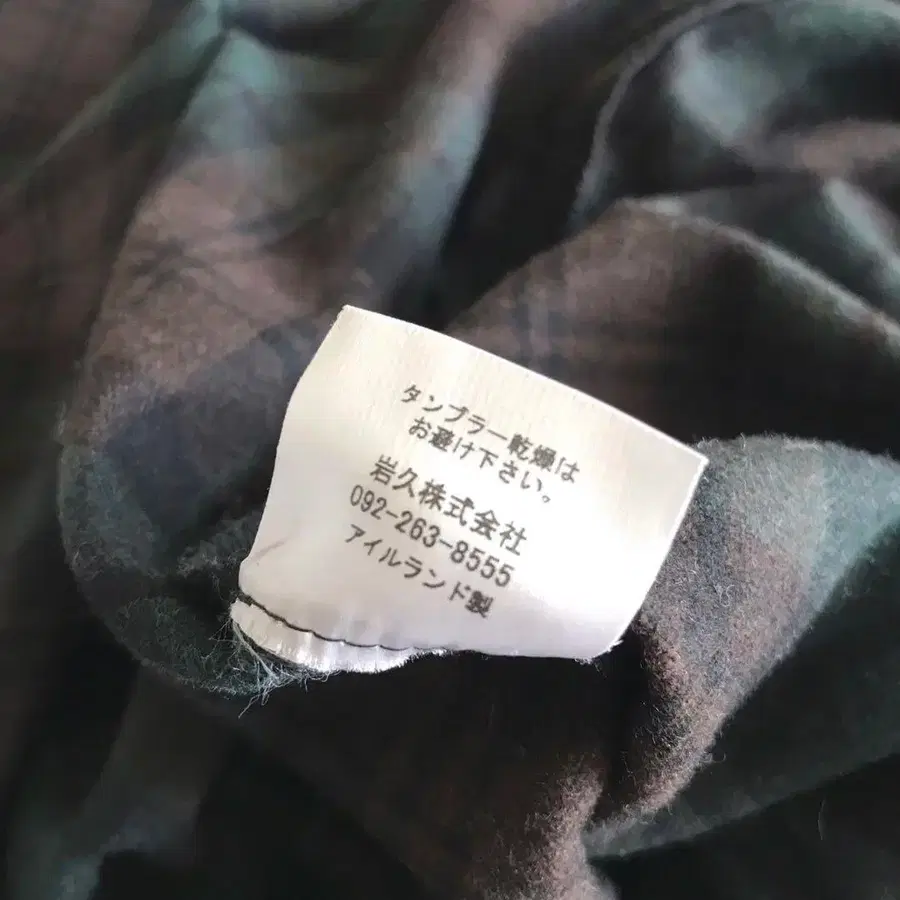 タンブラー乾燥は
お避け下さい。
岩久株式会社
092-263-8555
アイルランド製